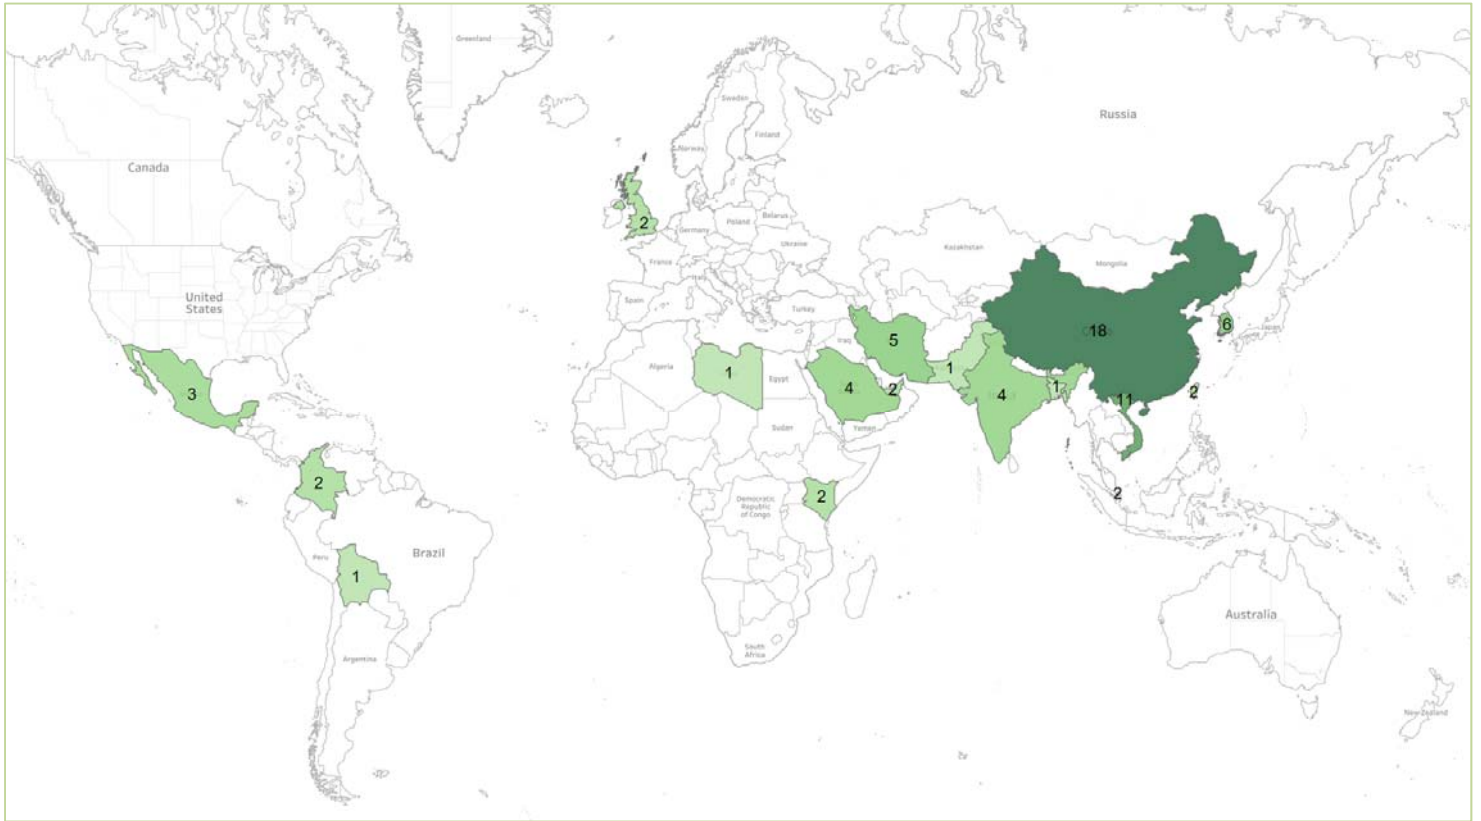 Greenland
Sweden
Russia
Finland
Norway
Canada
2
Poland
Belarus
Germany
Ukraine
Kazakhstan
France
Mongolia
Italy
United
States
Spain
Turkey
18
6
Japan
Iraq
5
Algeria
1
Egypt
4
2
1
4
1
11
2
3
Sudan
Yemen
2
2
Democratic
Republic
of Congo
2
Brazil
Peru
1
Australia
South
Africa
Argentina
New Zealand